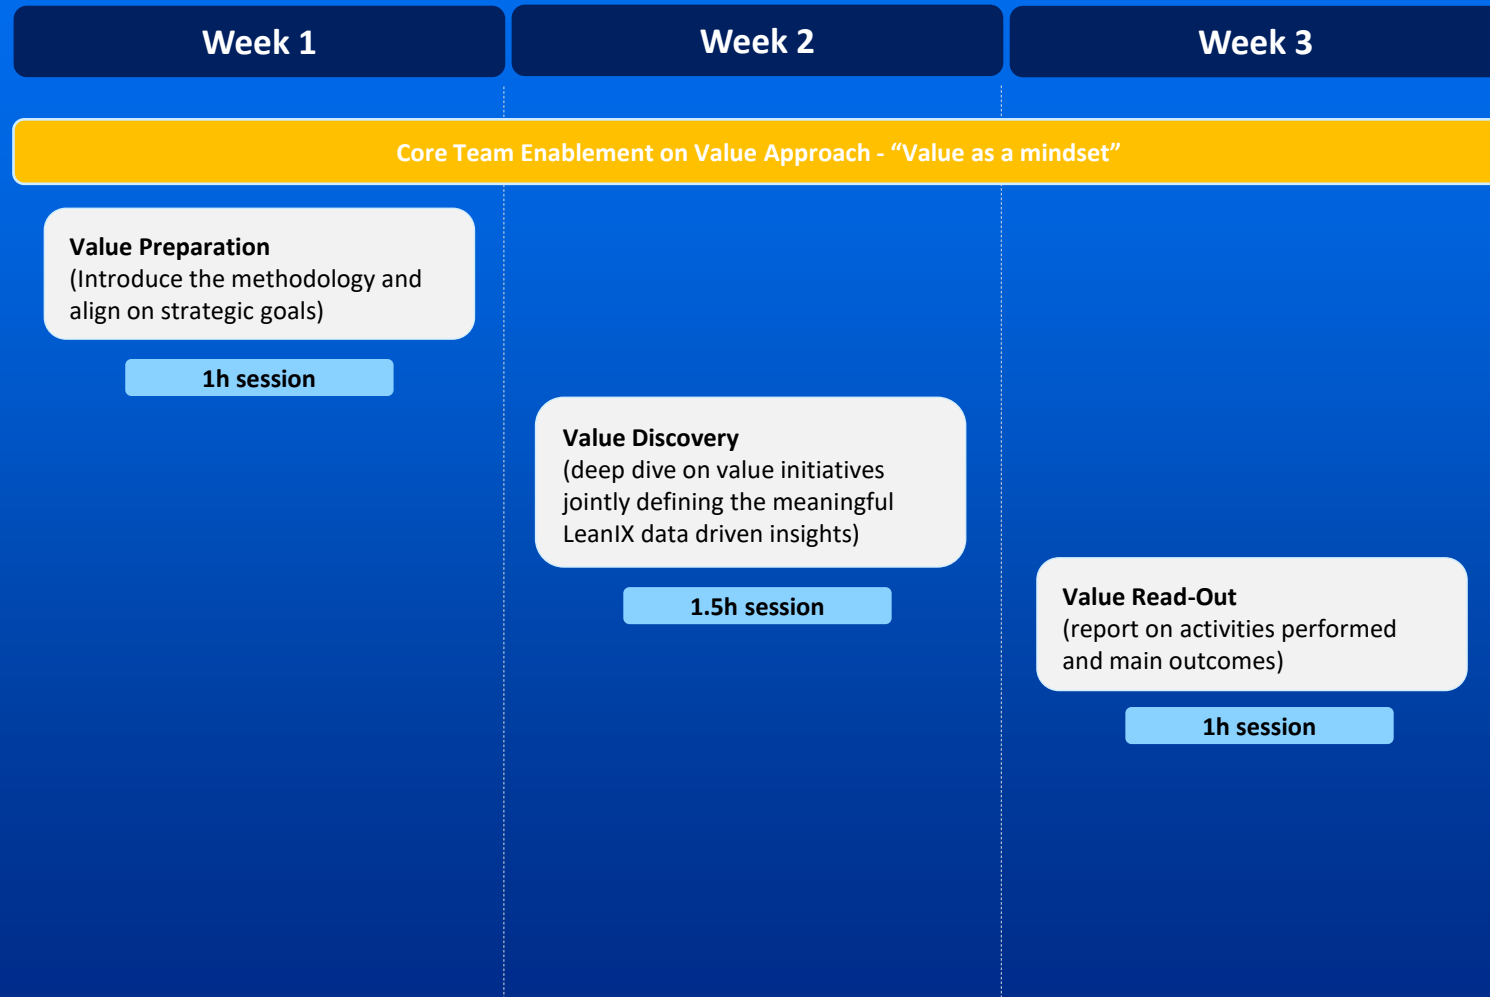 Week 1
Week 2
Week 3
Core Team Enablement on Value Approach - “Value as a mindset”
Value Preparation
(Introduce the methodology and
align on strategic goals)
1h session
Value Discovery
(deep dive on value initiatives
jointly defining the meaningful
LeanIX data driven insights)
1.5h session
Value Read-Out
(report on activities performed
and main outcomes)
1h session